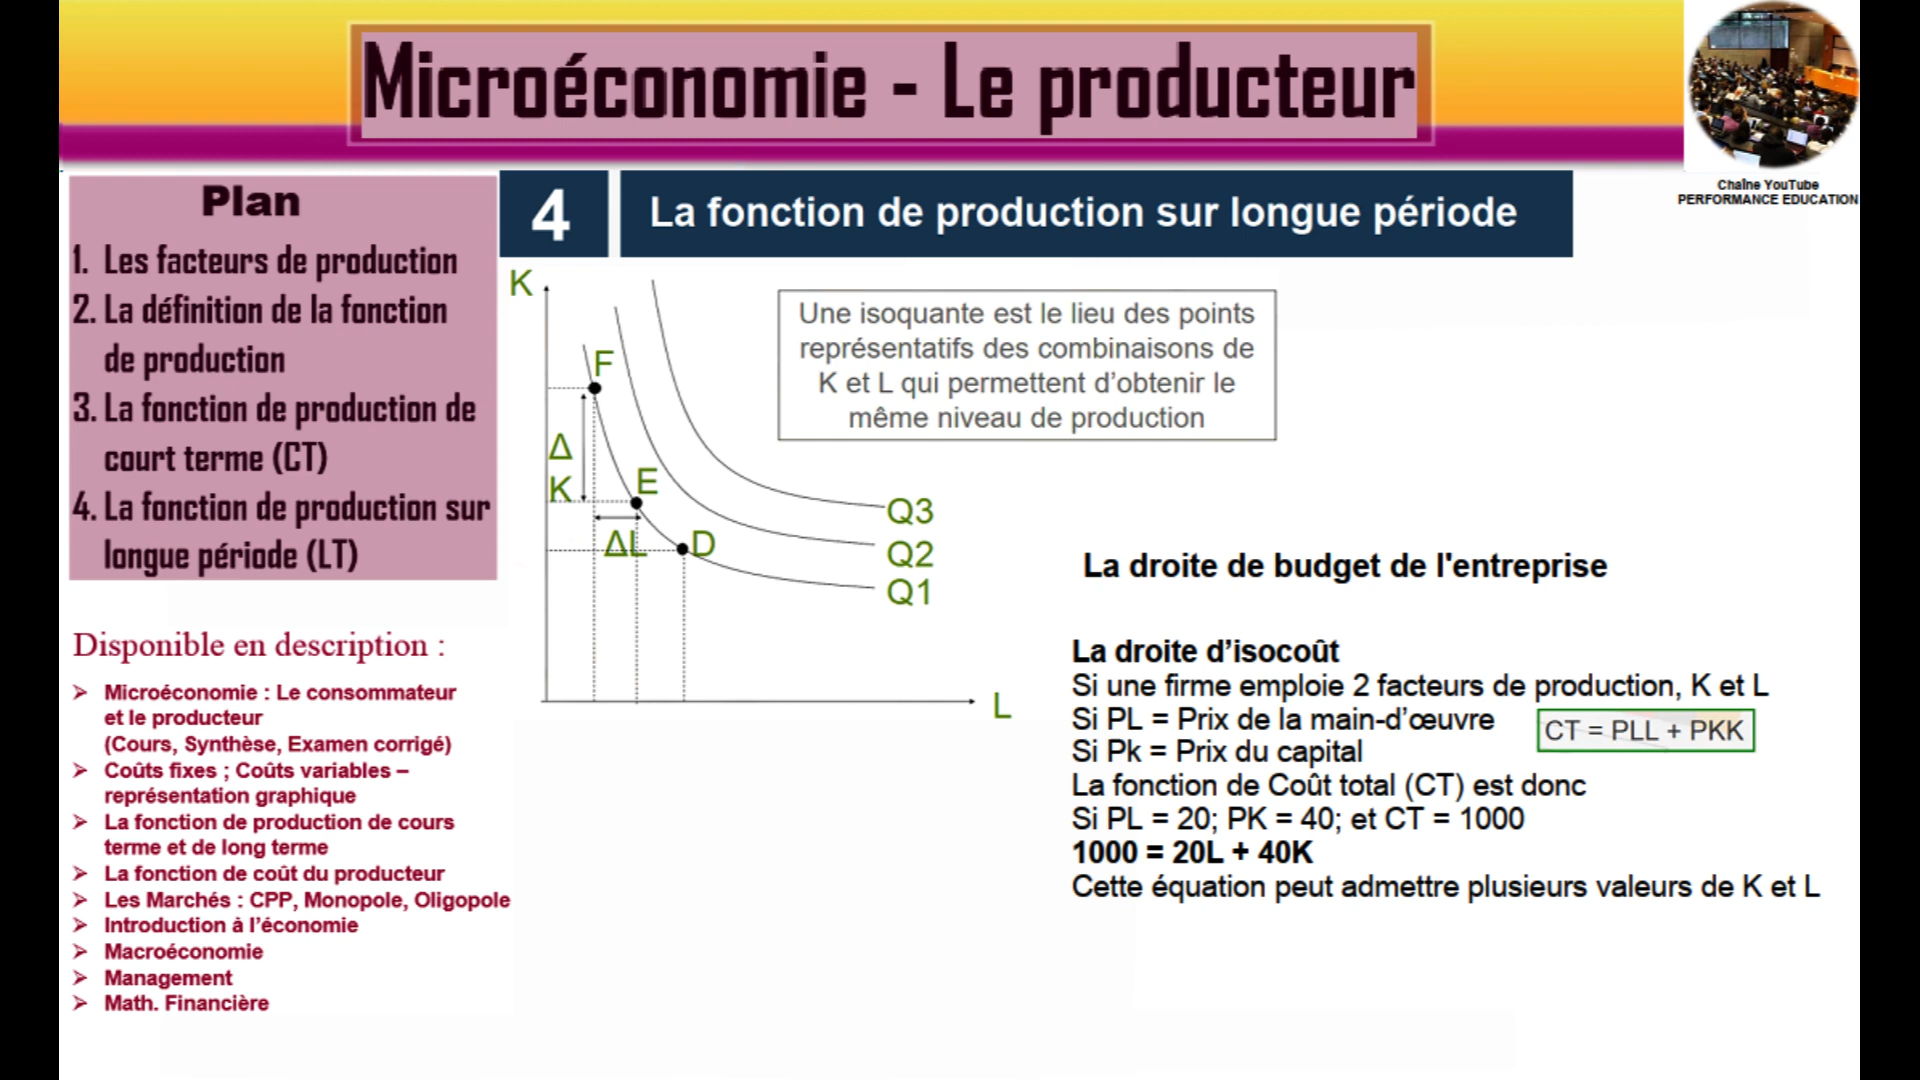 Microéconomie - Le producteur
Chaîne YouTube
PERFORMANCE EDUCATION
Plan
1. Les facteurs de production
2. La définition de la fonction
de production
3. La fonction de production de
court terme (CT)
4. La fonction de production sur
longue période (LT)
Disponible en description :
➢ Microéconomie : Le consommateur
et le producteur
(Cours, Synthèse, Examen corrigé)
➢ Coûts fixes ; Coûts variables –
représentation graphique
➢ La fonction de production de cours
terme et de long terme
➢ La fonction de coût du producteur
➢ Les Marchés : CPP, Monopole, Oligopole
➢ Introduction à l’économie
➢ Macroéconomie
➢ Management
➢ Math. Financière
4 La fonction de production sur longue période
K
F
Δ
K
E
ΔL
D
Q3
Q2
Q1
L
Une isoquante est le lieu des points
représentatifs des combinaisons de
K et L qui permettent d’obtenir le
même niveau de production
La droite de budget de l'entreprise
La droite d’isocoût
Si une firme emploie 2 facteurs de production, K et L
Si PL = Prix de la main-d’œuvre
CT = PLL + PKK
Si Pk = Prix du capital
La fonction de Coût total (CT) est donc
Si PL = 20; PK = 40; et CT = 1000
1000 = 20L + 40K
Cette équation peut admettre plusieurs valeurs de K et L